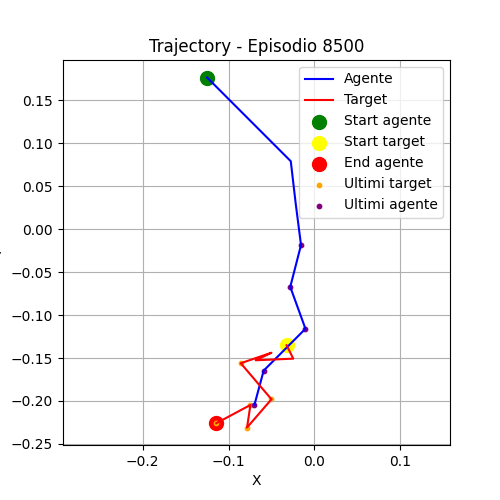 Trajectory - Episodio 8500
Agente
Target
Start agente
Start target
End agente
Ultimi target
Ultimi agente
0.15
0.10
0.05
0.00
−0.05
−0.10
−0.15
−0.20
−0.25
−0.2 −0.1 0.0 0.1
X